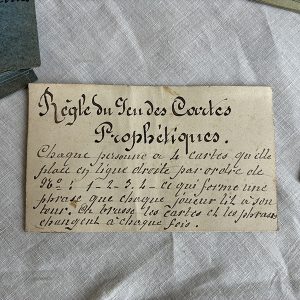 Règle du Jeu des Cartes
Prophétiques.
Chaque personne a 4 cartes qu'elle
place en ligne droite par ordre de
No: 1-2-3-4- ce qui forme une
phrase que chaque joueur lit à son
tour. On brasse les cartes et les phrases
changent à chaque fois.